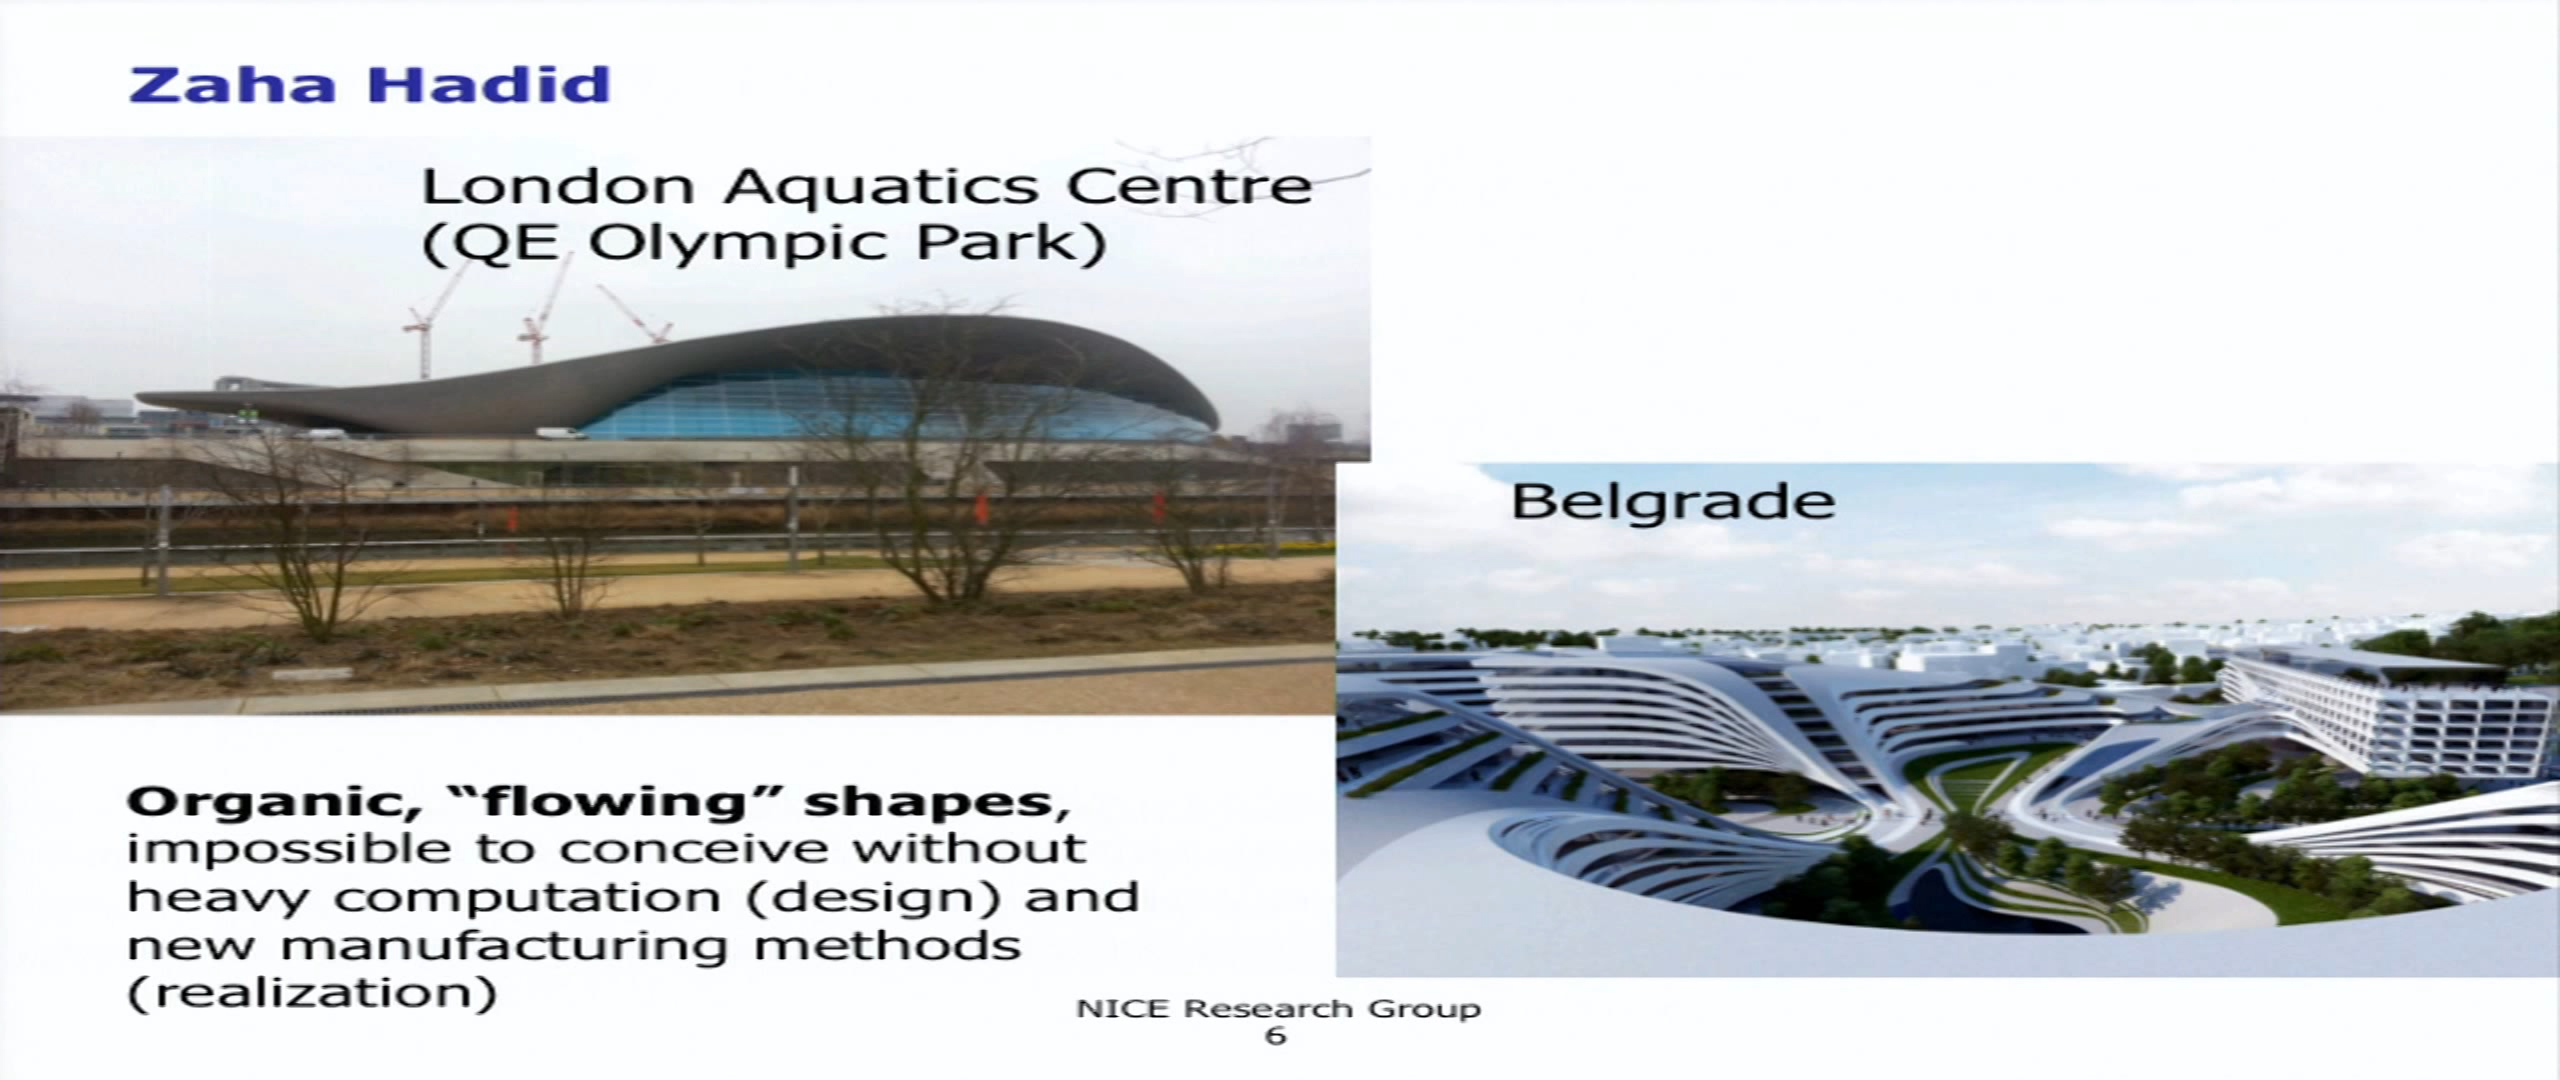 Zaha Hadid
London Aquatics Centre
(QE Olympic Park)
Belgrade
Organic, “flowing” shapes,
impossible to conceive without
heavy computation (design) and
new manufacturing methods
(realization)
NICE Research Group
6